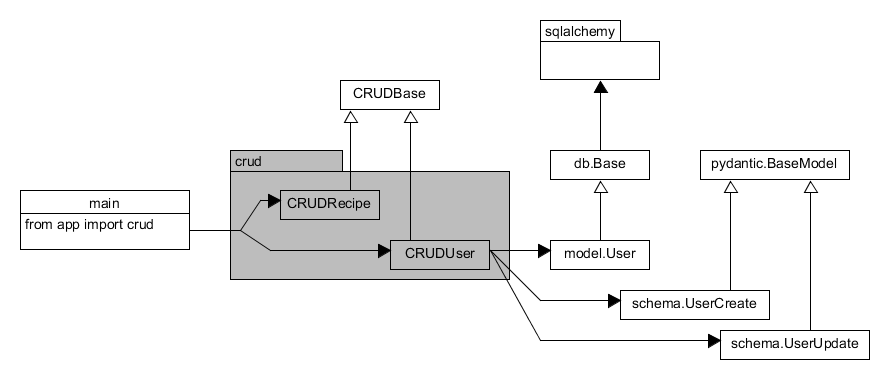 sqlalchemy
CRUDBase
crud
db.Base
pydantic.BaseModel
main
from app import crud
CRUDRecipe
CRUDUser
model.User
schema.UserCreate
schema.UserUpdate